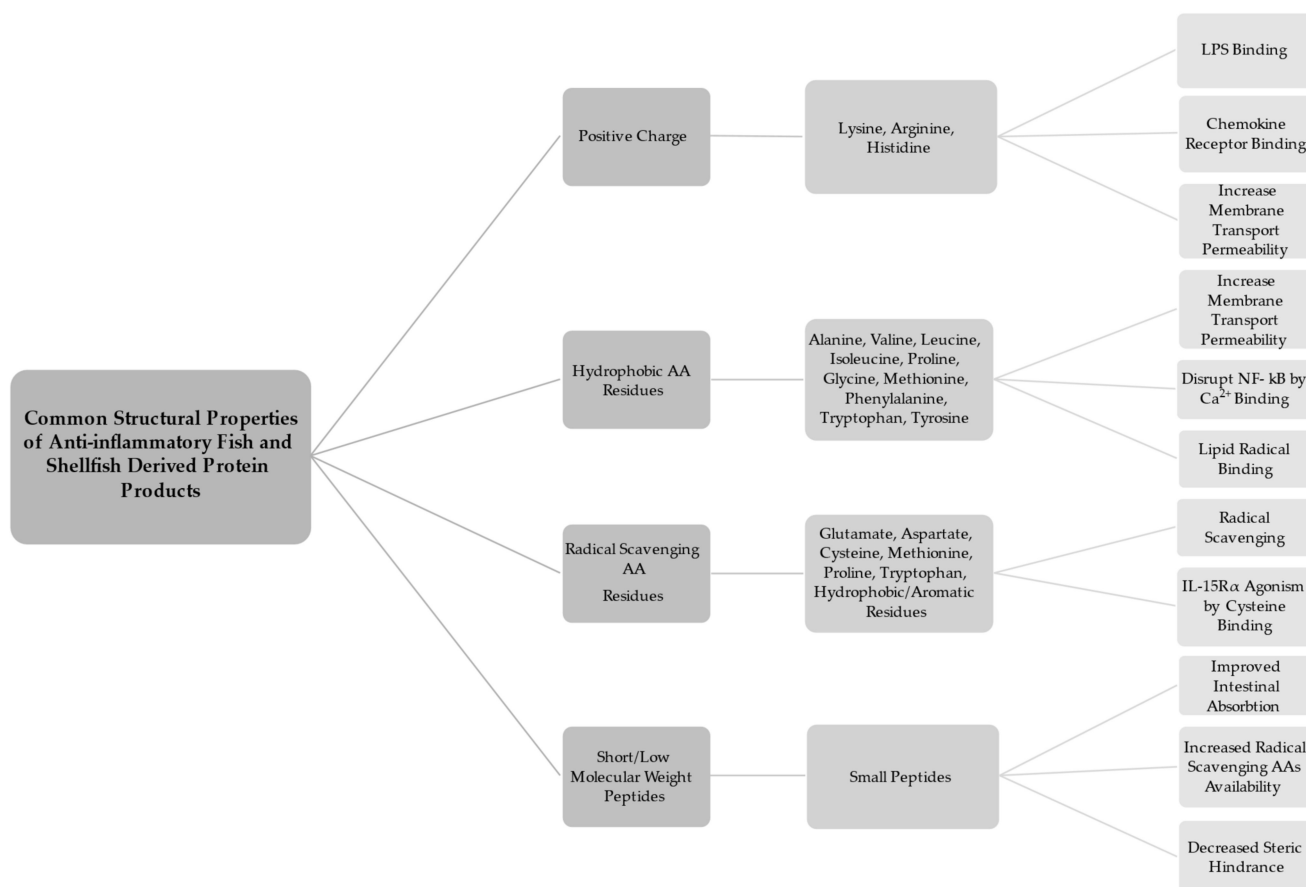 Common Structural Properties
of Anti-inflammatory Fish and
Shellfish Derived Protein
Products
Positive Charge
Lysine, Arginine,
Histidine
LPS Binding
Chemokine
Receptor Binding
Increase
Membrane
Transport
Permeability
Hydrophobic AA
Residues
Alanine, Valine, Leucine,
Isoleucine, Proline,
Glycine, Methionine,
Phenylalanine,
Tryptophan, Tyrosine
Increase
Membrane
Transport
Permeability
Disrupt NF- kB by
Ca²⁺ Binding
Lipid Radical
Binding
Radical Scavenging
AA
Residues
Glutamate, Aspartate,
Cysteine, Methionine,
Proline, Tryptophan,
Hydrophobic/Aromatic
Residues
Radical
Scavenging
IL-15Rα Agonism
by Cysteine
Binding
Short/Low
Molecular Weight
Peptides
Small Peptides
Improved
Intestinal
Absorbtion
Increased Radical
Scavenging AAs
Availability
Decreased Steric
Hindrance